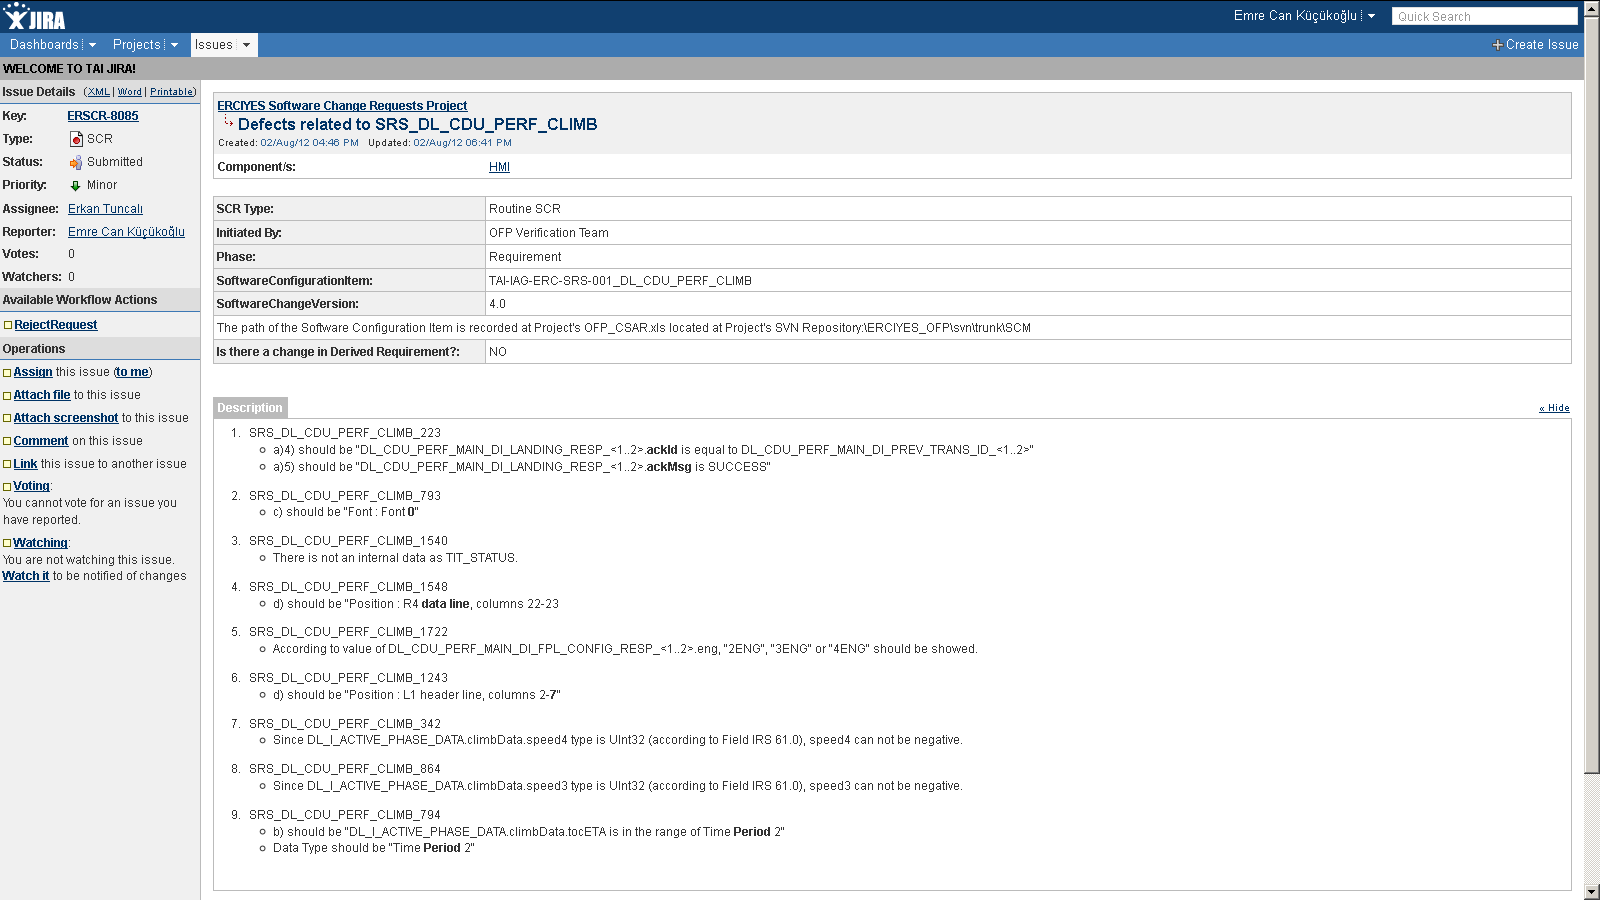 JIRA
Emre Can Küçükoğlu
Quick Search
Dashboards
Projects
Issues
Create Issue
WELCOME TO TAI JIRA!
Issue Details (XML | Word | Printable)
Key: ERSCR-8085
Type: SCR
Status: Submitted
Priority: Minor
Assignee: Erkan Tuncalı
Reporter: Emre Can Küçükoğlu
Votes: 0
Watchers: 0
Available Workflow Actions
RejectRequest
Operations
Assign this issue (to me)
Attach file to this issue
Attach screenshot to this issue
Comment on this issue
Link this issue to another issue
Voting:
You cannot vote for an issue you
have reported.
Watching:
You are not watching this issue.
Watch it to be notified of changes
ERCIYES Software Change Requests Project
Defects related to SRS_DL_CDU_PERF_CLIMB
Created: 02/Aug/12 04:46 PM Updated: 02/Aug/12 06:41 PM
Component/s: HMI
SCR Type: Routine SCR
Initiated By: OFP Verification Team
Phase: Requirement
SoftwareConfigurationItem: TAI-IAG-ERC-SRS-001_DL_CDU_PERF_CLIMB
SoftwareChangeVersion: 4.0
The path of the Software Configuration Item is recorded at Project's OFP_CSAR.xls located at Project's SVN Repository:\ERCIYES_OFP\svn\trunk\SCM
Is there a change in Derived Requirement?: NO
Description
« Hide
1. SRS_DL_CDU_PERF_CLIMB_223
a)4) should be "DL_CDU_PERF_MAIN_DI_LANDING_RESP_<1..2>.ackId is equal to DL_CDU_PERF_MAIN_DI_PREV_TRANS_ID_<1..2>"
a)5) should be "DL_CDU_PERF_MAIN_DI_LANDING_RESP_<1..2>.ackMsg is SUCCESS"
2. SRS_DL_CDU_PERF_CLIMB_793
c) should be "Font : Font 0"
3. SRS_DL_CDU_PERF_CLIMB_1540
There is not an internal data as TIT_STATUS.
4. SRS_DL_CDU_PERF_CLIMB_1548
d) should be "Position : R4 data line, columns 22-23
5. SRS_DL_CDU_PERF_CLIMB_1722
According to value of DL_CDU_PERF_MAIN_DI_FPL_CONFIG_RESP_<1..2>.eng, "2ENG", "3ENG" or "4ENG" should be showed.
6. SRS_DL_CDU_PERF_CLIMB_1243
d) should be "Position : L1 header line, columns 2-7"
7. SRS_DL_CDU_PERF_CLIMB_342
Since DL_I_ACTIVE_PHASE_DATA.climbData.speed4 type is UInt32 (according to Field IRS 61.0), speed4 can not be negative.
8. SRS_DL_CDU_PERF_CLIMB_864
Since DL_I_ACTIVE_PHASE_DATA.climbData.speed3 type is UInt32 (according to Field IRS 61.0), speed3 can not be negative.
9. SRS_DL_CDU_PERF_CLIMB_794
b) should be "DL_I_ACTIVE_PHASE_DATA.climbData.tocETA is in the range of Time Period 2"
Data Type should be "Time Period 2"